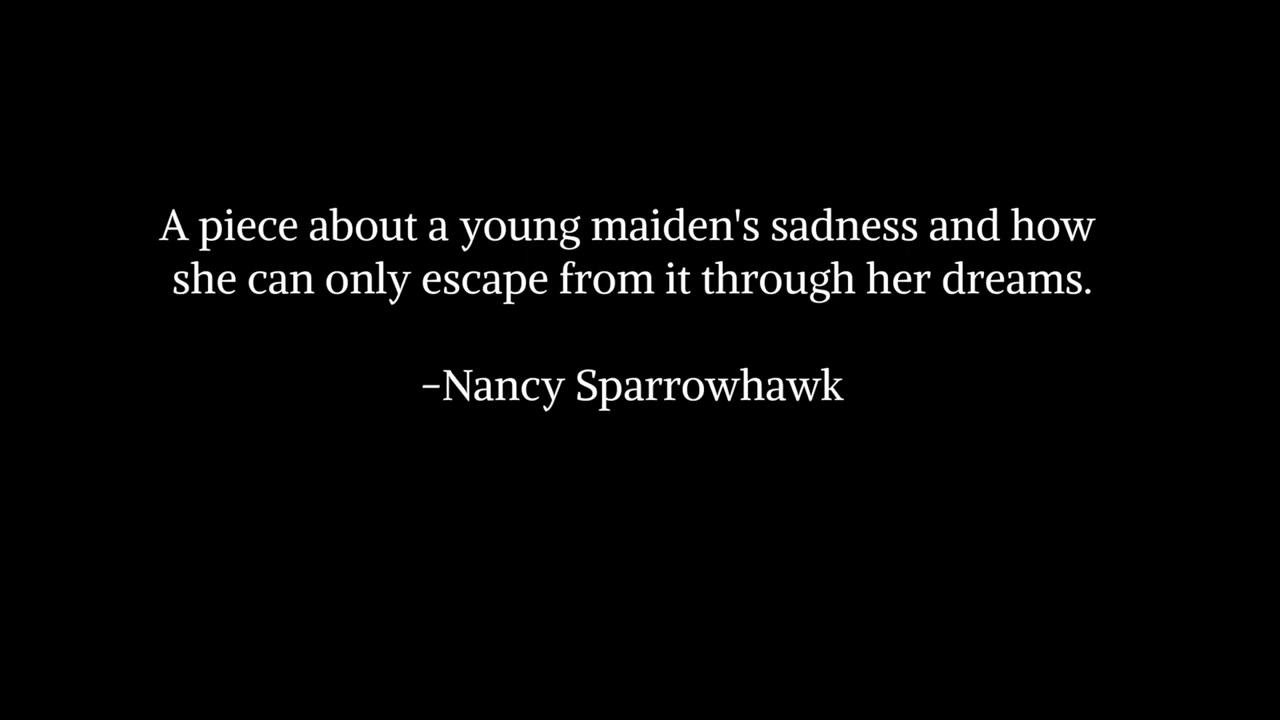 A piece about a young maiden's sadness and how
she can only escape from it through her dreams.
–Nancy Sparrowhawk